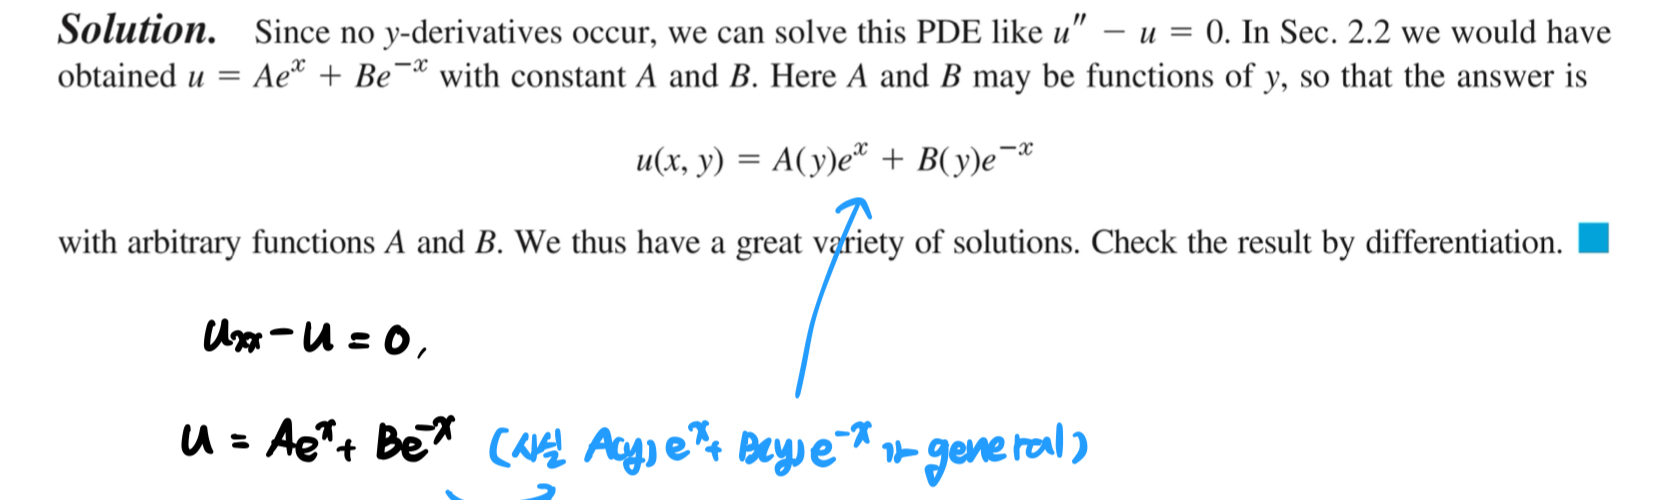 Solution. Since no y-derivatives occur, we can solve this PDE like u″ − u = 0. In Sec. 2.2 we would have
obtained u = Ae^x + Be^−x with constant A and B. Here A and B may be functions of y, so that the answer is
u(x, y) = A(y)e^x + B(y)e^−x
with arbitrary functions A and B. We thus have a great variety of solutions. Check the result by differentiation.
u_xx − u = 0,
u = Ae^x + Be^−x (사실 A(y)e^x + B(y)e^−x 가 general)